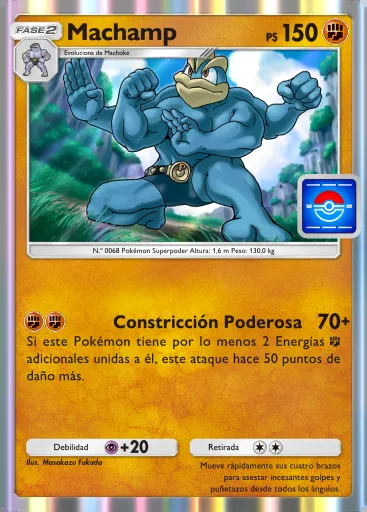 FASE 2
Machamp
PS 150
Evoluciona de Machoke
N.º 0068 Pokémon Superpoder Altura: 1,6 m Peso: 130,0 kg
Constricción Poderosa 70+
Si este Pokémon tiene por lo menos 2 Energías
adicionales unidas a él, este ataque hace 50 puntos de
daño más.
Debilidad +20
Retirada
Ilus. Masakazu Fukuda
Mueve rápidamente sus cuatro brazos
para asestar incesantes golpes y
puñetazos desde todos los ángulos.